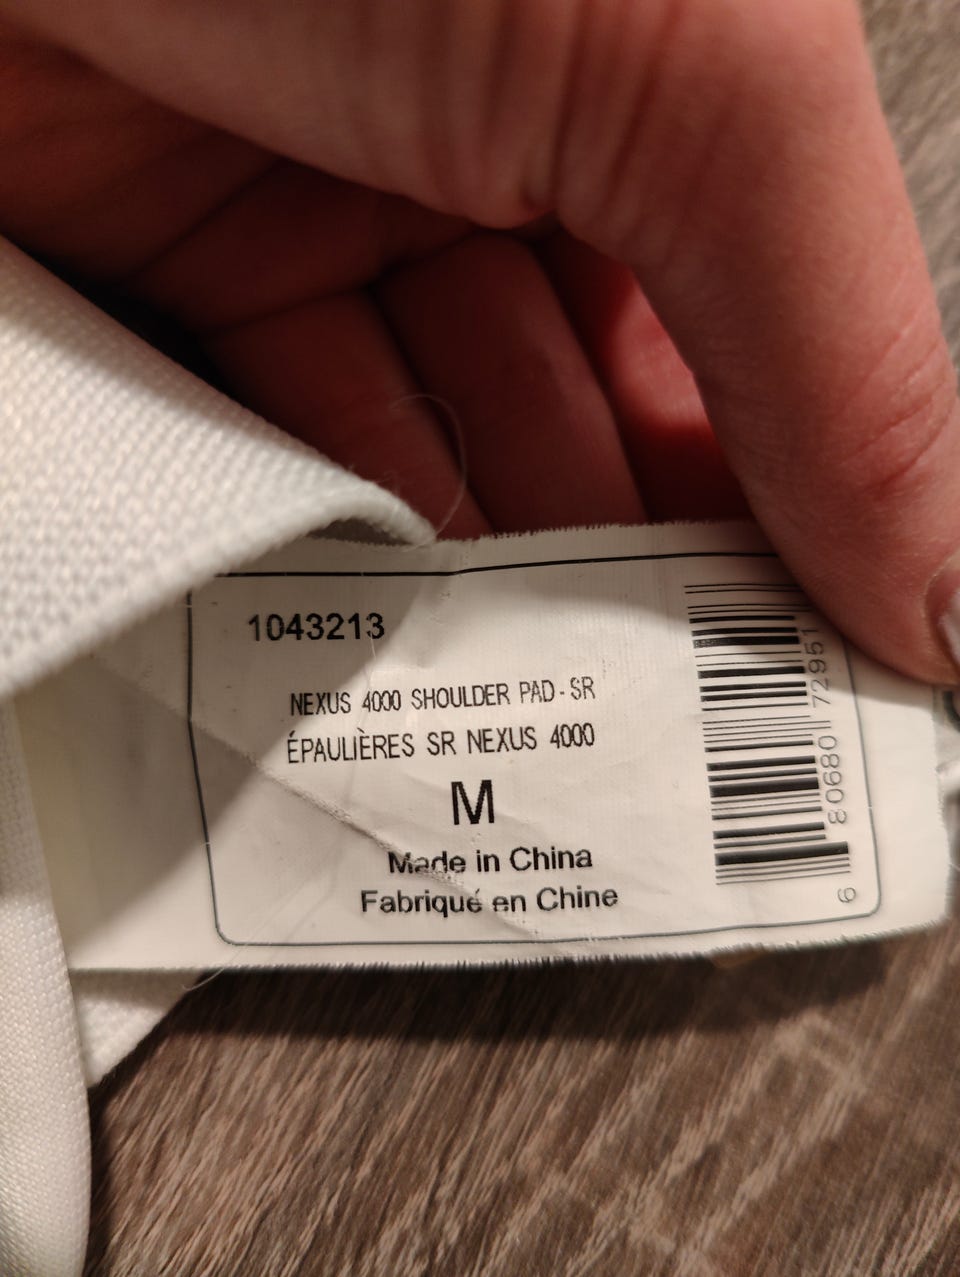 1043213
NEXUS 4000 SHOULDER PAD - SR
ÉPAULIÈRES SR NEXUS 4000
M
Made in China
Fabriqué en Chine
6 80680 72951